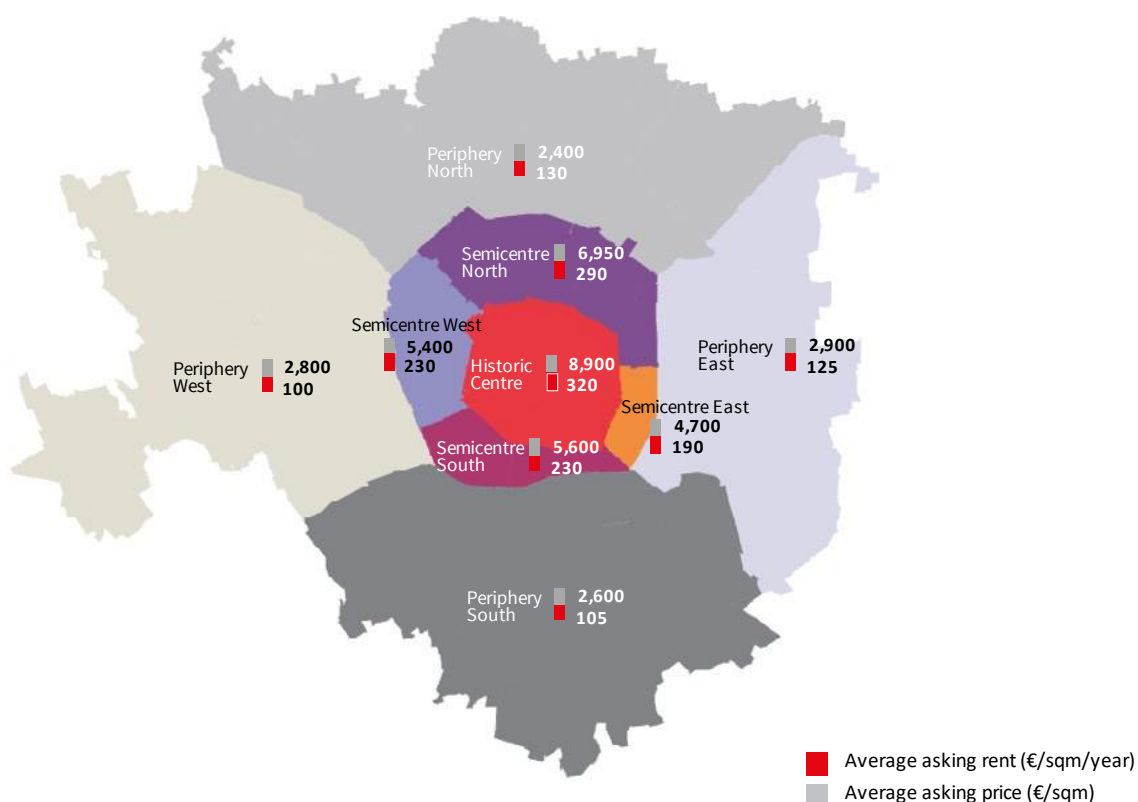 Periphery
North
2,400
130
Semicentre
North
6,950
290
Semicentre West
5,400
230
Periphery
West
2,800
100
Historic
Centre
8,900
320
Periphery
East
2,900
125
Semicentre East
4,700
190
Semicentre
South
5,600
230
Periphery
South
2,600
105
Average asking rent (€/sqm/year)
Average asking price (€/sqm)